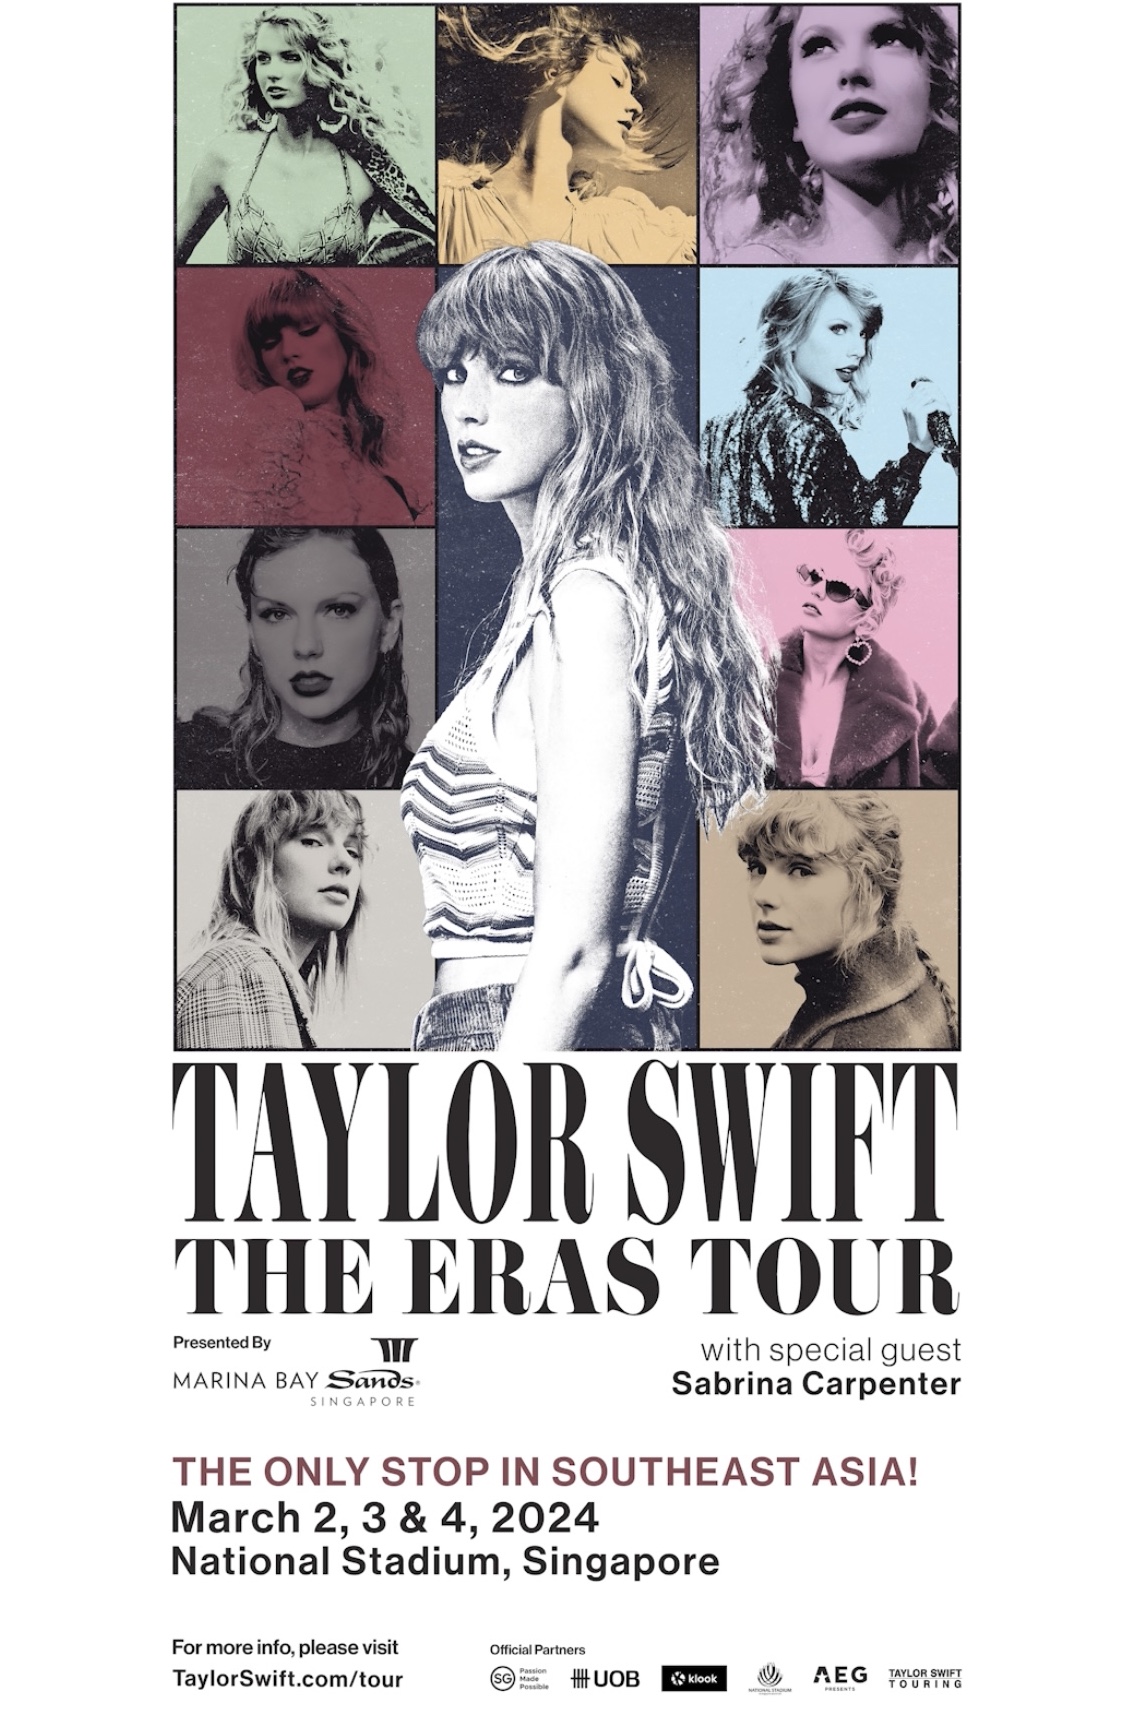 TAYLOR SWIFT
THE ERAS TOUR
Presented By
MARINA BAY Sands®
SINGAPORE
with special guest
Sabrina Carpenter
THE ONLY STOP IN SOUTHEAST ASIA!
March 2, 3 & 4, 2024
National Stadium, Singapore
For more info, please visit
TaylorSwift.com/tour
Official Partners
SG Passion
Made
Possible
UOB
klook
NATIONAL STADIUM
AEG
PRESENTS
TAYLOR SWIFT
TOURING